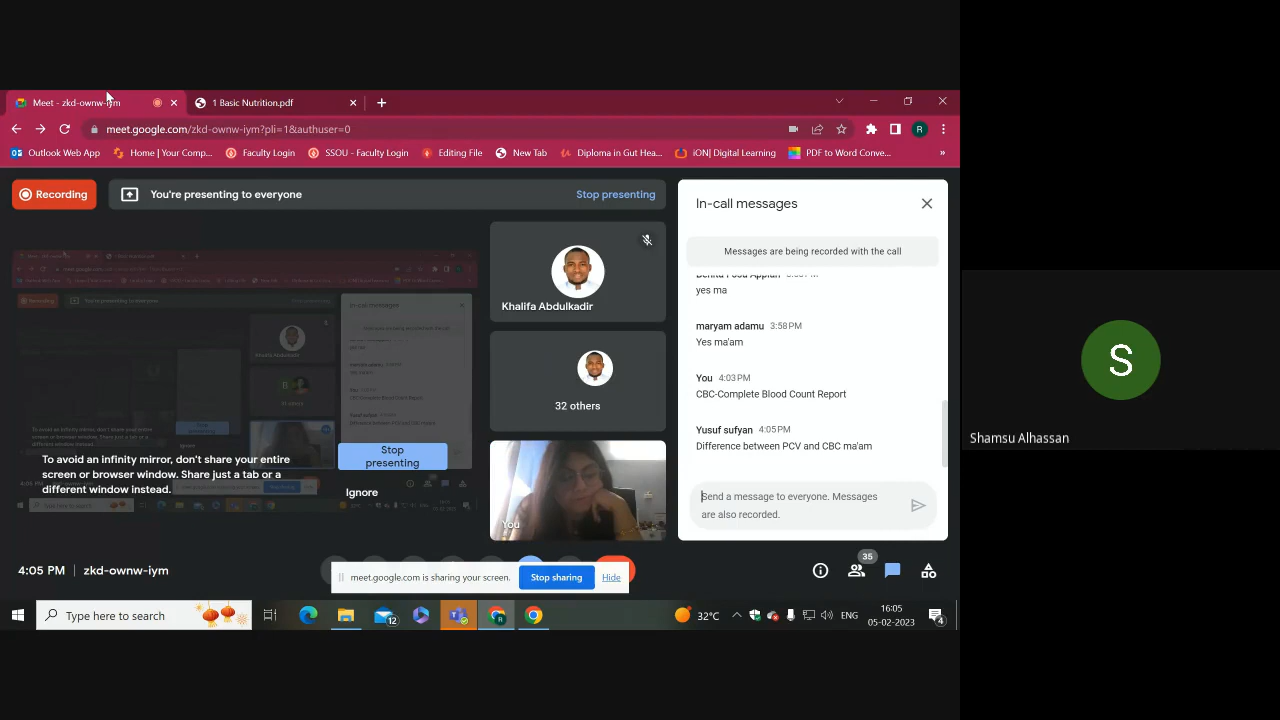 Meet - zkd-ownw-iym
1 Basic Nutrition.pdf
meet.google.com/zkd-ownw-iym?pli=1&authuser=0
Outlook Web App
Home | Your Comp...
Faculty Login
SSOU - Faculty Login
Editing File
New Tab
Diploma in Gut Hea...
iON| Digital Learning
PDF to Word Conve...
»
R
Recording
You're presenting to everyone
Stop presenting
In-call messages
Messages are being recorded with the call
yes ma
maryam adamu 3:58 PM
Yes ma'am
You 4:03 PM
CBC-Complete Blood Count Report
Yusuf sufyan 4:05 PM
Difference between PCV and CBC ma'am
Send a message to everyone. Messages
are also recorded.
Khalifa Abdulkadir
32 others
You
To avoid an infinity mirror, don't share your entire
screen or browser window. Share just a tab or a
different window instead.
Stop
presenting
Ignore
4:05 PM | zkd-ownw-iym
meet.google.com is sharing your screen.
Stop sharing
Hide
35
Type here to search
12
R
32°C
ENG
16:05
05-02-2023
4
S
Shamsu Alhassan